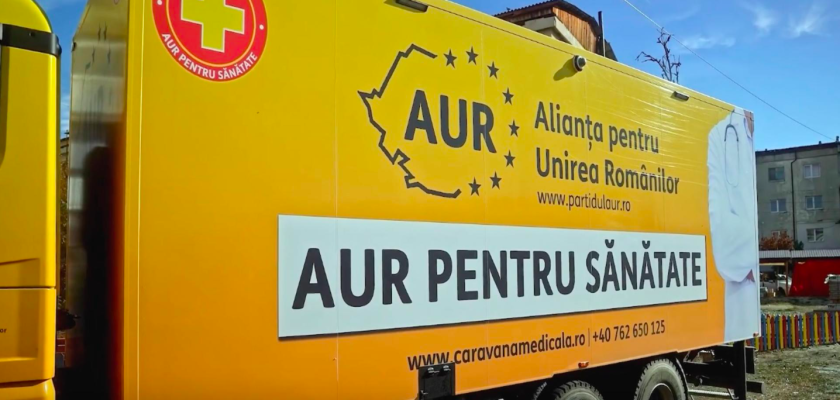 AUR PENTRU SĂNĂTATE
AUR
Alianța pentru
Unirea Românilor
www.partidulaur.ro
AUR PENTRU SĂNĂTATE
www.caravanamedicala.ro | +40 762 650 125